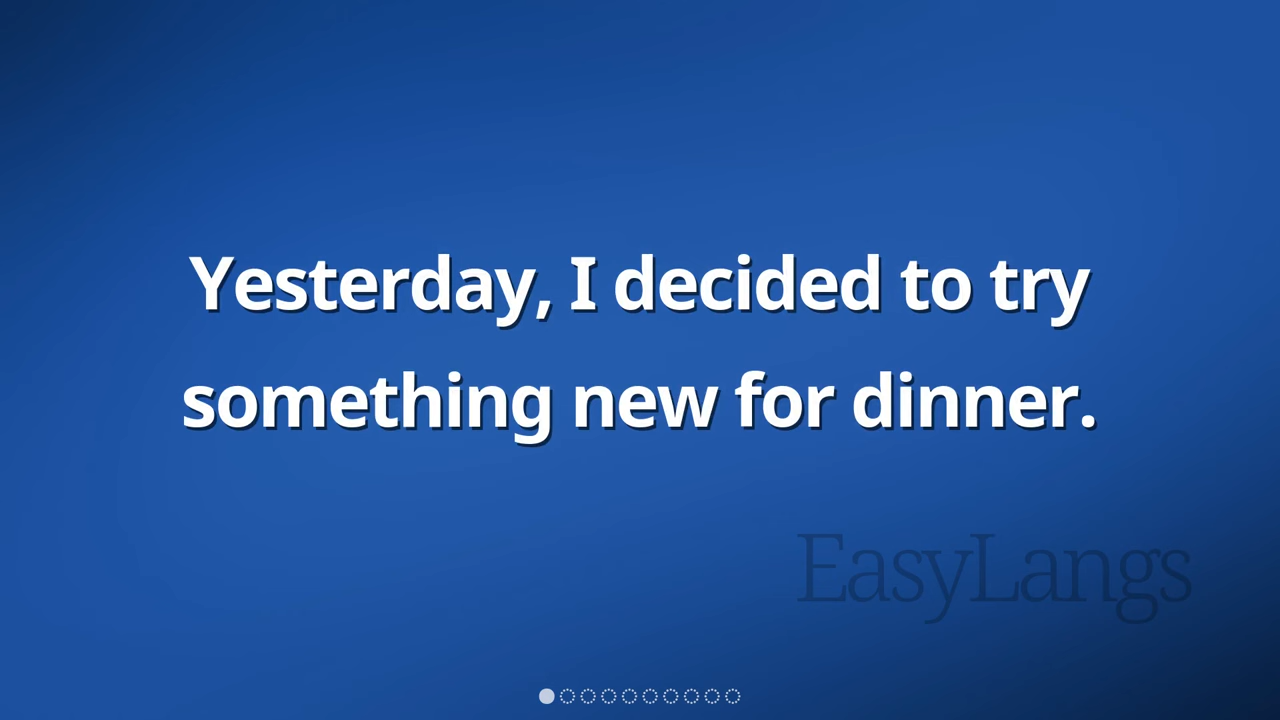 Yesterday, I decided to try
something new for dinner.
EasyLangs